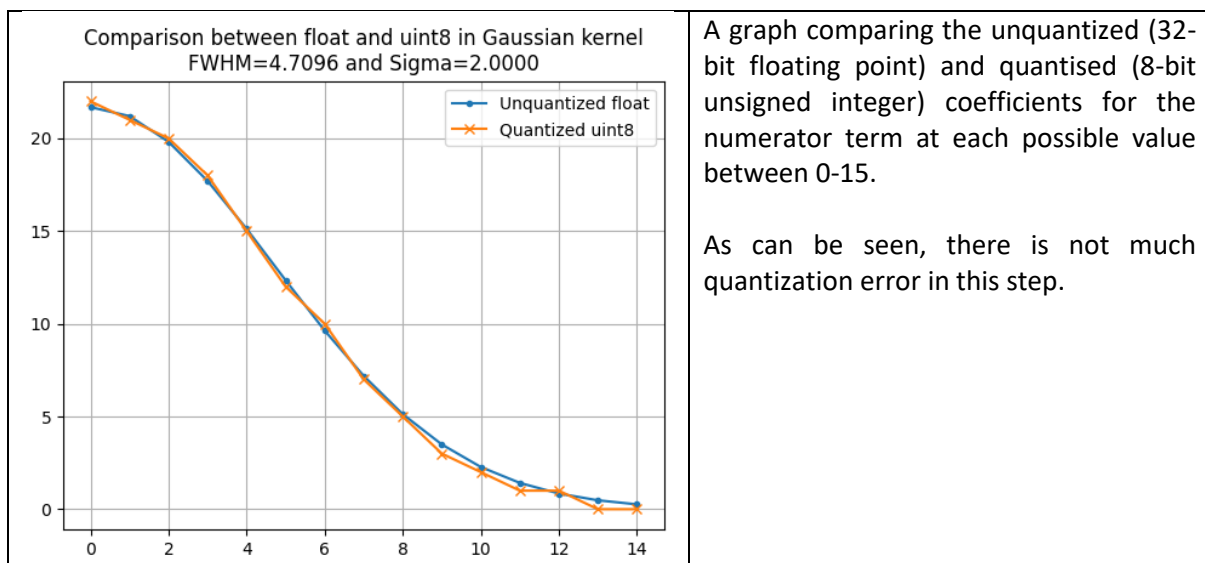 Comparison between float and uint8 in Gaussian kernel
FWHM=4.7096 and Sigma=2.0000
Unquantized float
Quantized uint8
20
15
10
5
0
0 2 4 6 8 10 12 14
A graph comparing the unquantized (32-
bit floating point) and quantised (8-bit
unsigned integer) coefficients for the
numerator term at each possible value
between 0-15.
As can be seen, there is not much
quantization error in this step.